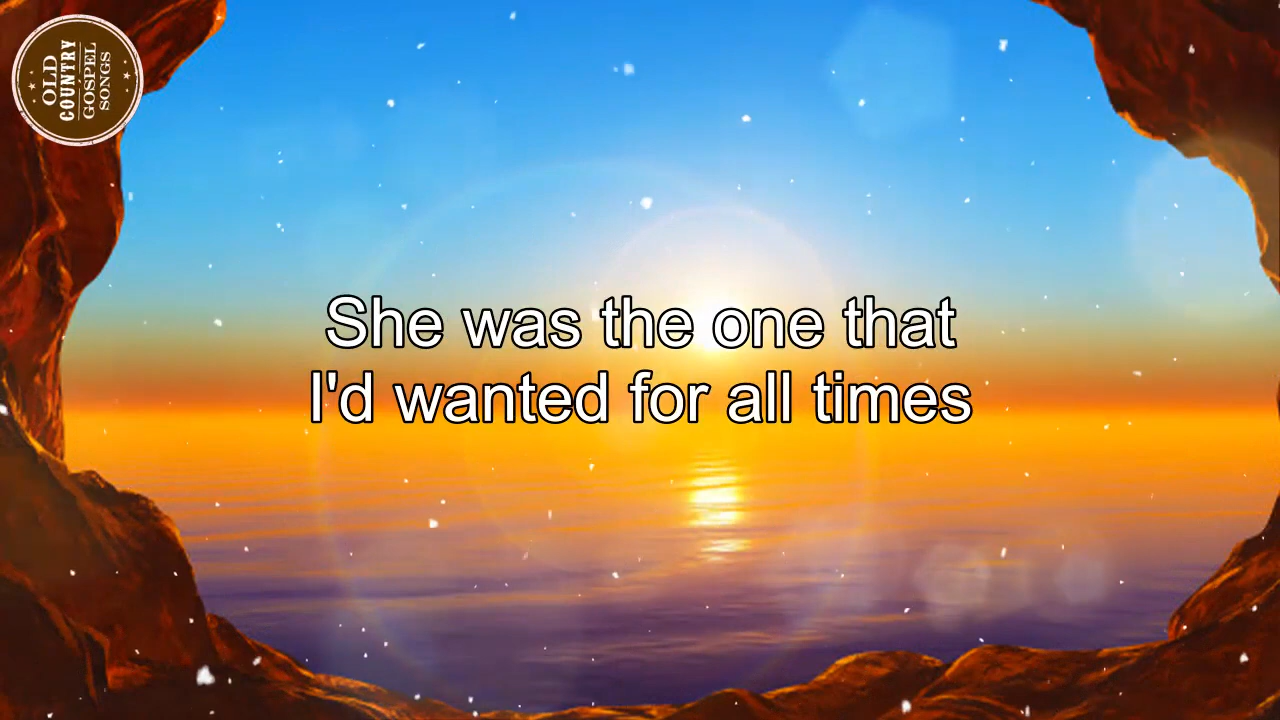 OLD
COUNTRY
GOSPEL
SONGS
She was the one that
I'd wanted for all times